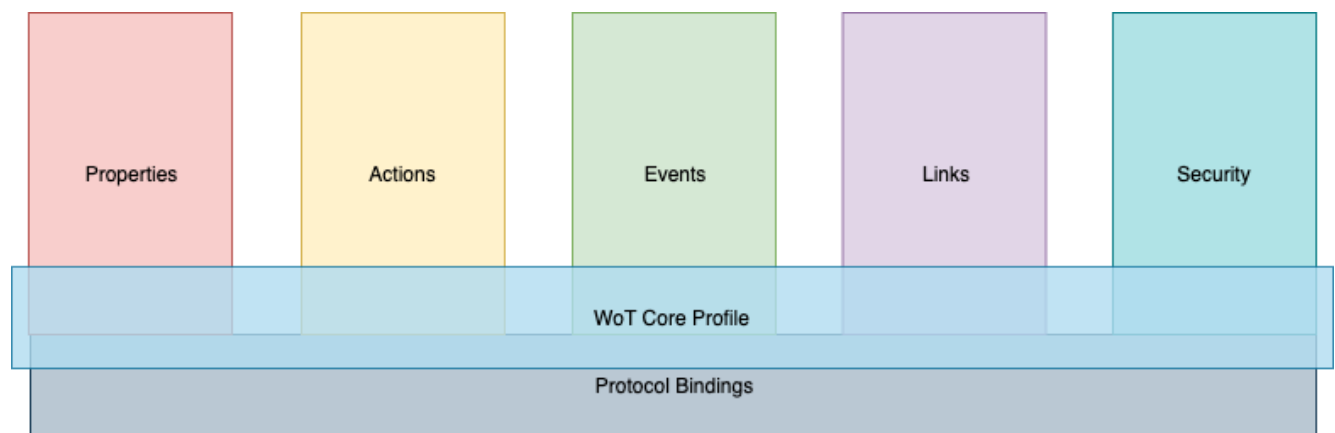 Properties
Actions
Events
Links
Security
WoT Core Profile
Protocol Bindings